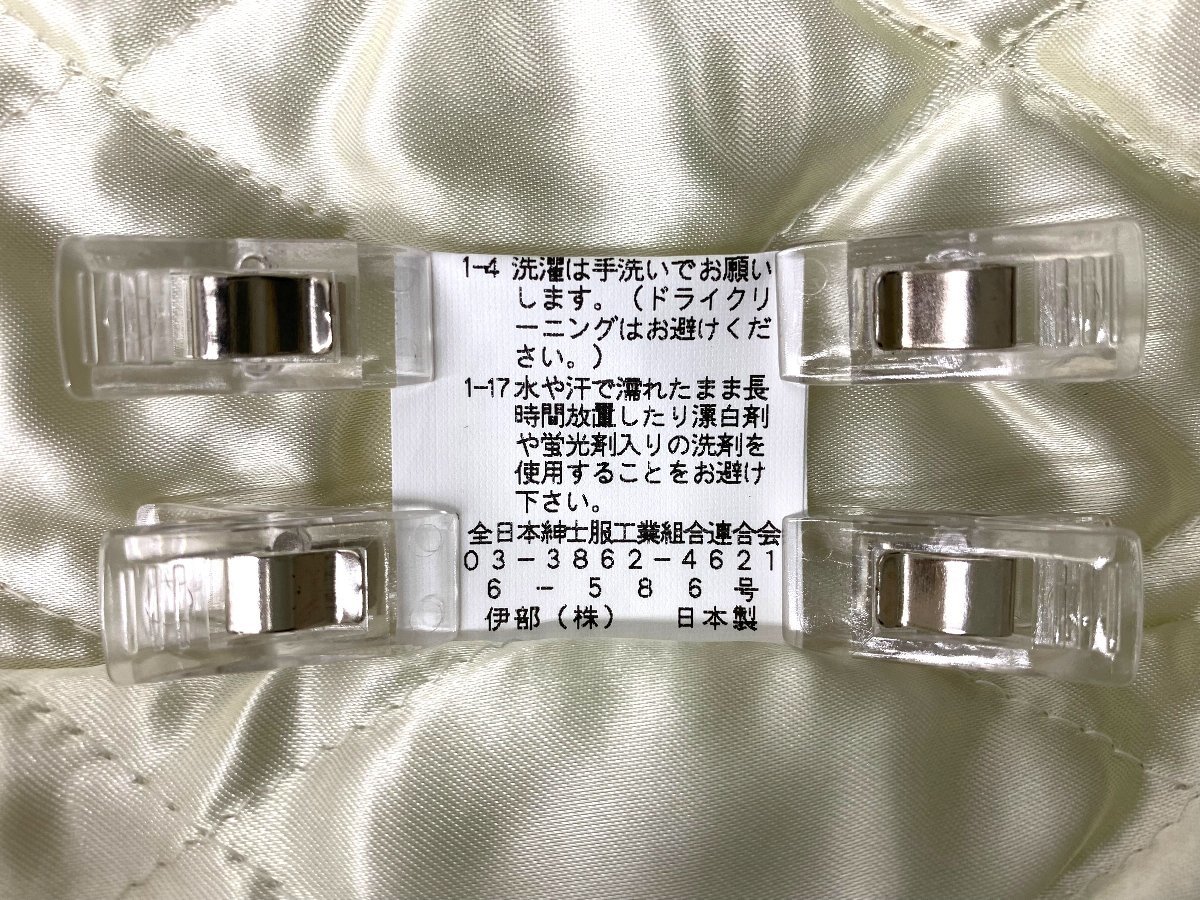 1-4 洗濯は手洗いでお願い
します。(ドライクリ
ーニングはお避けくだ
さい。)
1-17 水や汗で濡れたまま長
時間放置したり漂白剤
や蛍光剤入りの洗剤を
使用することをお避け
下さい。
全日本紳士服工業組合連合会
03-3862-4621
6-586号
伊部(株) 日本製